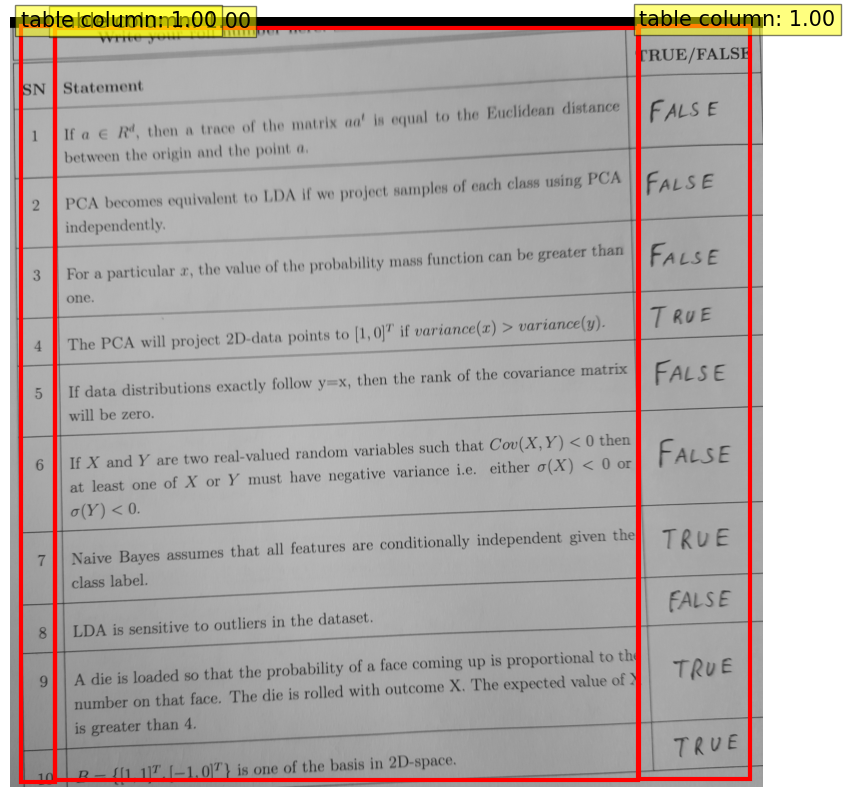 table column: 1.00
00
table column: 1.00
Write your roll number here:
TRUE/FALSE
SN Statement
1 If a ∈ R^d, then a trace of the matrix aa^t is equal to the Euclidean distance FALSE
between the origin and the point a.
2 PCA becomes equivalent to LDA if we project samples of each class using PCA FALSE
independently.
3 For a particular x, the value of the probability mass function can be greater than FALSE
one.
4 The PCA will project 2D-data points to [1, 0]^T if variance(x) > variance(y). TRUE
5 If data distributions exactly follow y=x, then the rank of the covariance matrix FALSE
will be zero.
6 If X and Y are two real-valued random variables such that Cov(X, Y) < 0 then FALSE
at least one of X or Y must have negative variance i.e. either σ(X) < 0 or
σ(Y) < 0.
7 Naive Bayes assumes that all features are conditionally independent given the TRUE
class label.
8 LDA is sensitive to outliers in the dataset. FALSE
9 A die is loaded so that the probability of a face coming up is proportional to the TRUE
number on that face. The die is rolled with outcome X. The expected value of X
is greater than 4.
10 B = {[1, 1]^T, [−1, 0]^T} is one of the basis in 2D-space. TRUE